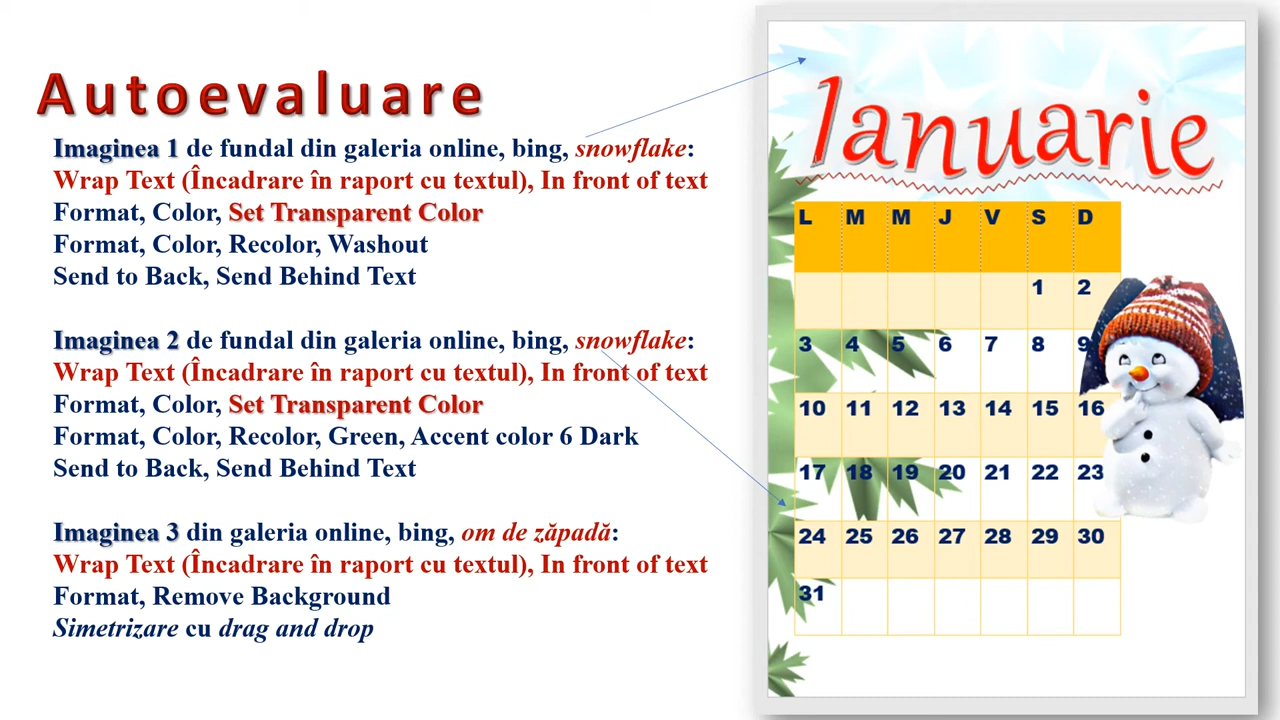 Autoevaluare
Imaginea 1 de fundal din galeria online, bing, snowflake:
Wrap Text (Încadrare în raport cu textul), In front of text
Format, Color, Set Transparent Color
Format, Color, Recolor, Washout
Send to Back, Send Behind Text
Imaginea 2 de fundal din galeria online, bing, snowflake:
Wrap Text (Încadrare în raport cu textul), In front of text
Format, Color, Set Transparent Color
Format, Color, Recolor, Green, Accent color 6 Dark
Send to Back, Send Behind Text
Imaginea 3 din galeria online, bing, om de zăpadă:
Wrap Text (Încadrare în raport cu textul), In front of text
Format, Remove Background
Simetrizare cu drag and drop
Ianuarie
L M M J V S D
1 2
3 4 5 6 7 8 9
10 11 12 13 14 15 16
17 18 19 20 21 22 23
24 25 26 27 28 29 30
31